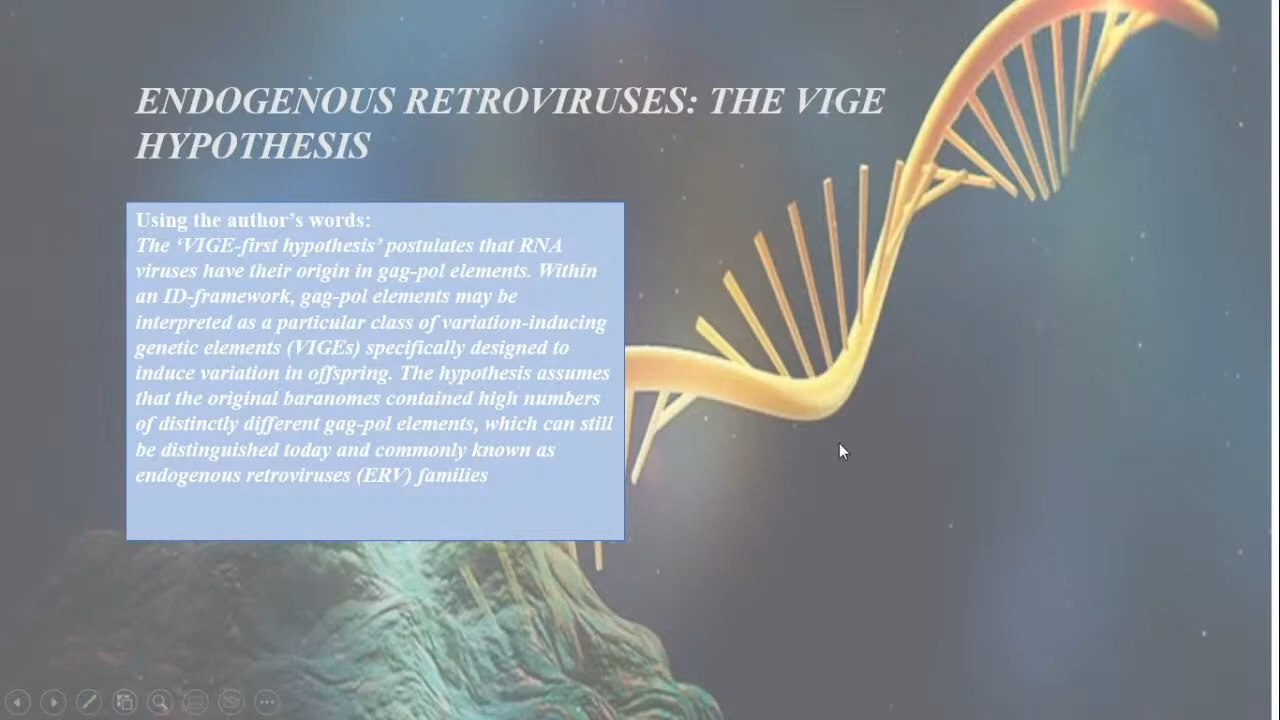 ENDOGENOUS RETROVIRUSES: THE VIGE
HYPOTHESIS
Using the author’s words:
The ‘VIGE-first hypothesis’ postulates that RNA
viruses have their origin in gag-pol elements. Within
an ID-framework, gag-pol elements may be
interpreted as a particular class of variation-inducing
genetic elements (VIGEs) specifically designed to
induce variation in offspring. The hypothesis assumes
that the original baranomes contained high numbers
of distinctly different gag-pol elements, which can still
be distinguished today and commonly known as
endogenous retroviruses (ERV) families